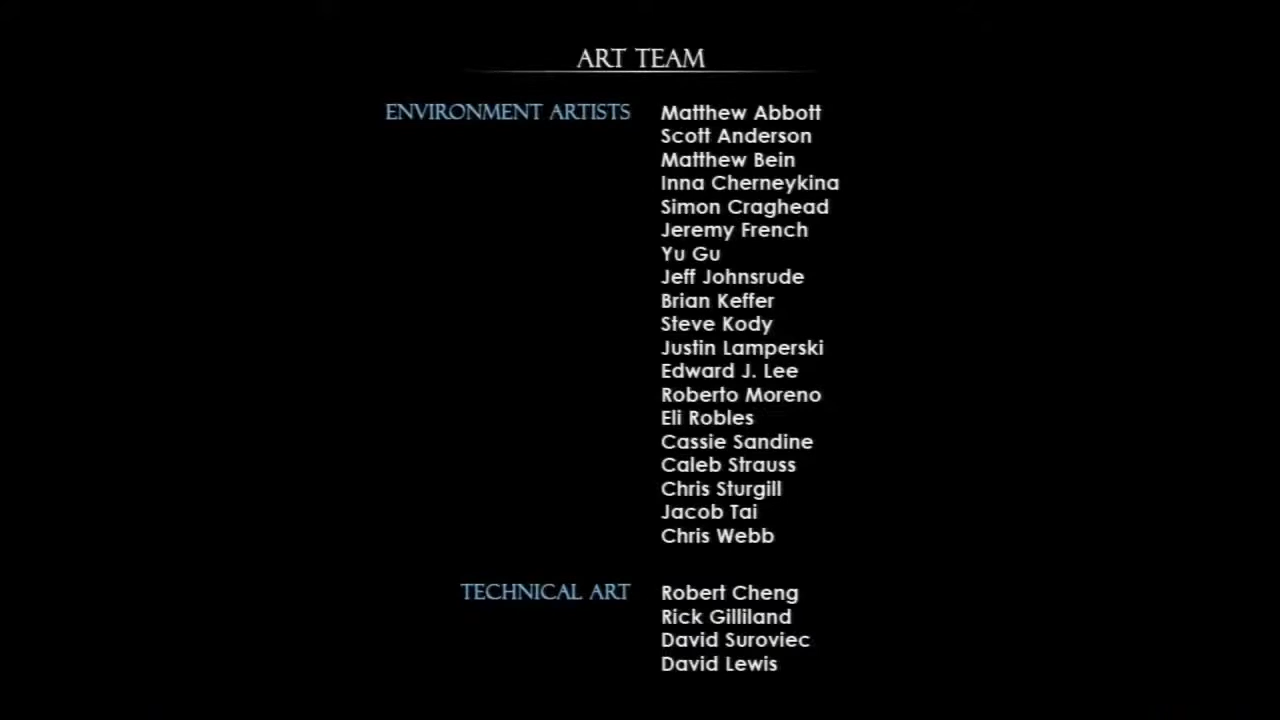 ART TEAM
ENVIRONMENT ARTISTS Matthew Abbott
Scott Anderson
Matthew Bein
Inna Cherneykina
Simon Craghead
Jeremy French
Yu Gu
Jeff Johnsrude
Brian Keffer
Steve Kody
Justin Lamperski
Edward J. Lee
Roberto Moreno
Eli Robles
Cassie Sandine
Caleb Strauss
Chris Sturgill
Jacob Tai
Chris Webb
TECHNICAL ART Robert Cheng
Rick Gilliland
David Suroviec
David Lewis